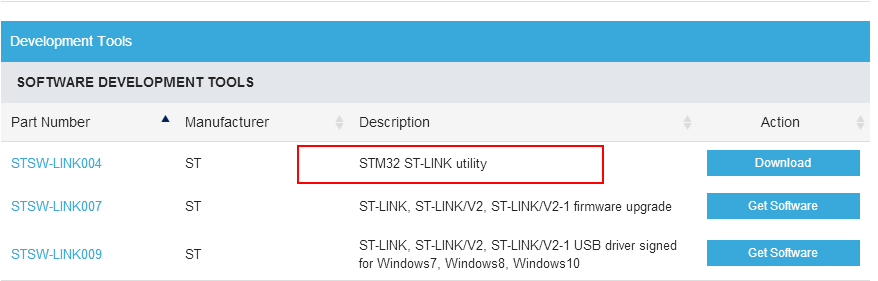 Development Tools
SOFTWARE DEVELOPMENT TOOLS
Part Number Manufacturer Description Action
STSW-LINK004 ST STM32 ST-LINK utility Download
STSW-LINK007 ST ST-LINK, ST-LINK/V2, ST-LINK/V2-1 firmware upgrade Get Software
STSW-LINK009 ST ST-LINK, ST-LINK/V2, ST-LINK/V2-1 USB driver signed Get Software
for Windows7, Windows8, Windows10